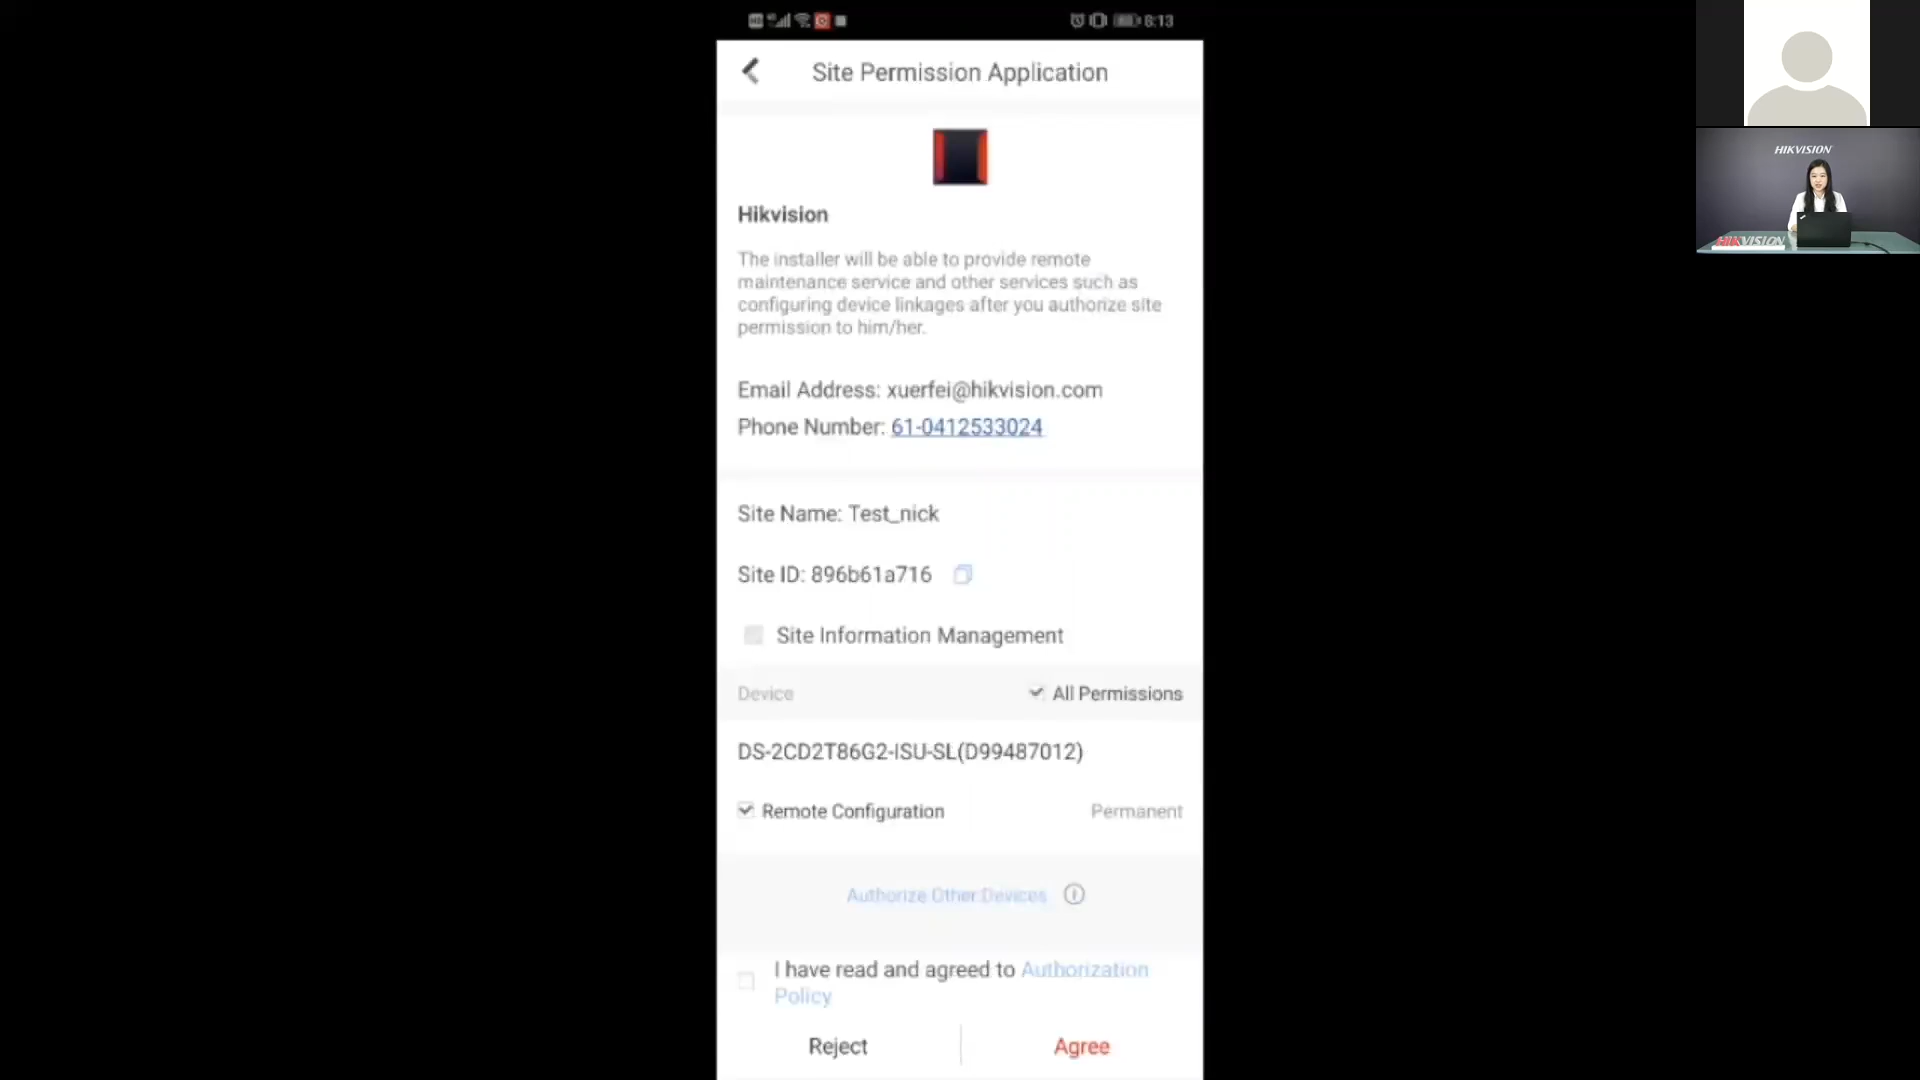 8:13
Site Permission Application
Hikvision
The installer will be able to provide remote
maintenance service and other services such as
configuring device linkages after you authorize site
permission to him/her.
Email Address: xuerfei@hikvision.com
Phone Number: 61-0412533024
Site Name: Test_nick
Site ID: 896b61a716
Site Information Management
Device
All Permissions
DS-2CD2T86G2-ISU-SL(D99487012)
Remote Configuration
Permanent
Authorize Other Devices
I have read and agreed to Authorization
Policy
Reject
Agree
HIKVISION
HIKVISION